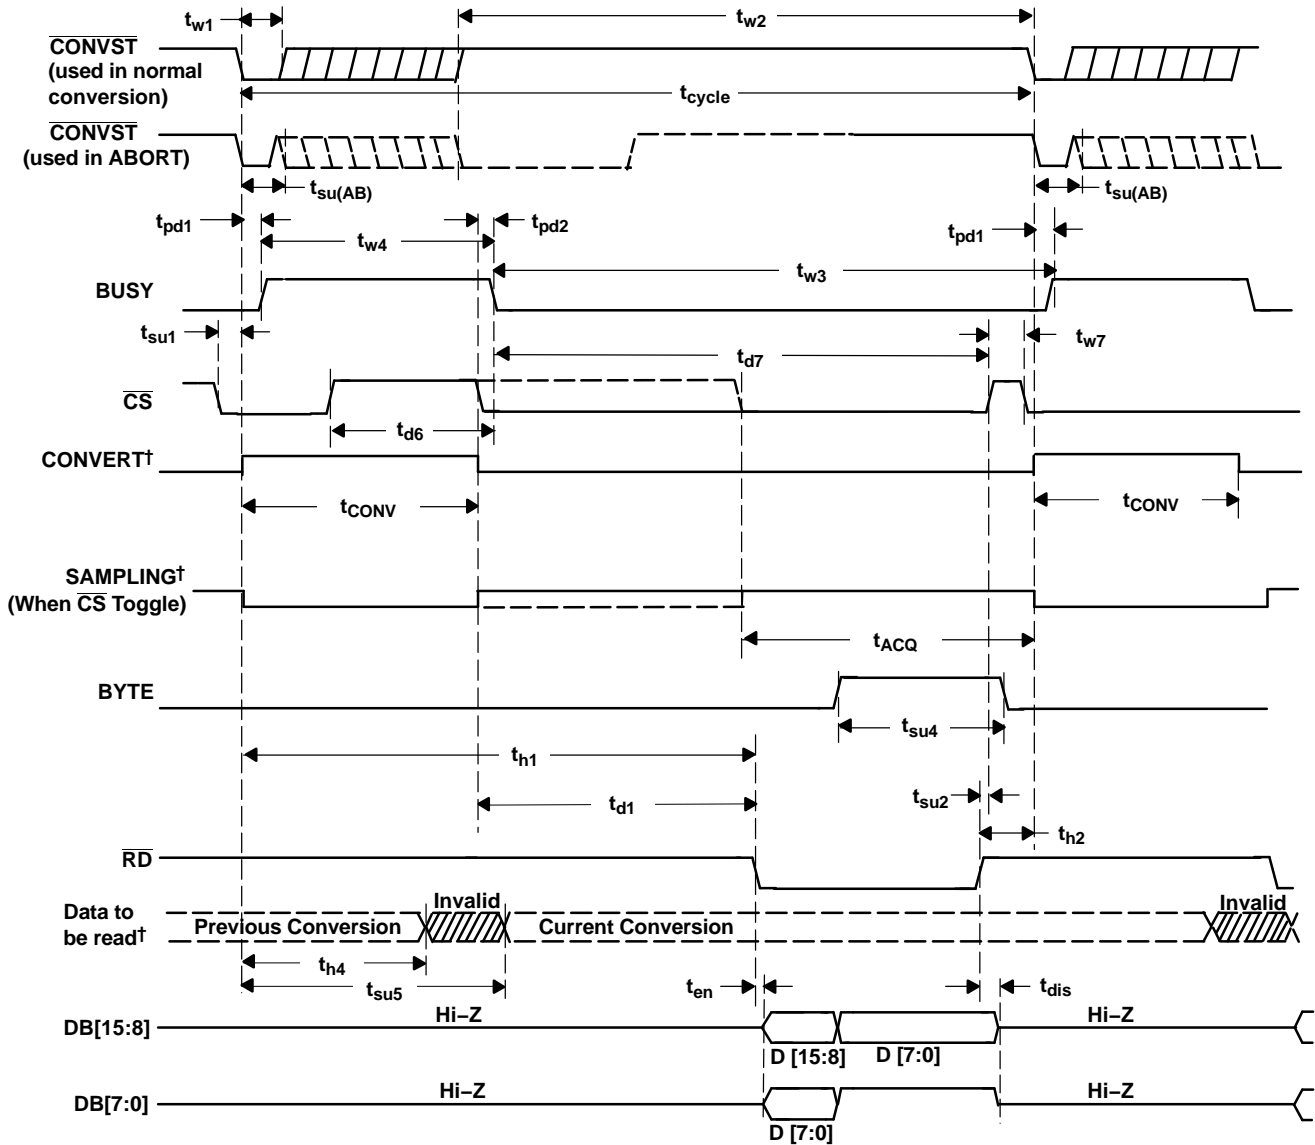 tw1
tw2
CONVST
(used in normal
conversion)
tcycle
CONVST
(used in ABORT)
tsu(AB)
tsu(AB)
tpd1
tpd2
tw4
tpd1
tw3
BUSY
tsu1
tw7
td7
CS
td6
CONVERT†
tCONV
tCONV
SAMPLING†
(When CS Toggle)
tACQ
BYTE
tsu4
th1
tsu2
td1
th2
RD
Invalid
Invalid
Data to
be read†
Previous Conversion
Current Conversion
th4
tsu5
ten
tdis
Hi–Z
Hi–Z
DB[15:8]
D [15:8]
D [7:0]
Hi–Z
Hi–Z
DB[7:0]
D [7:0]